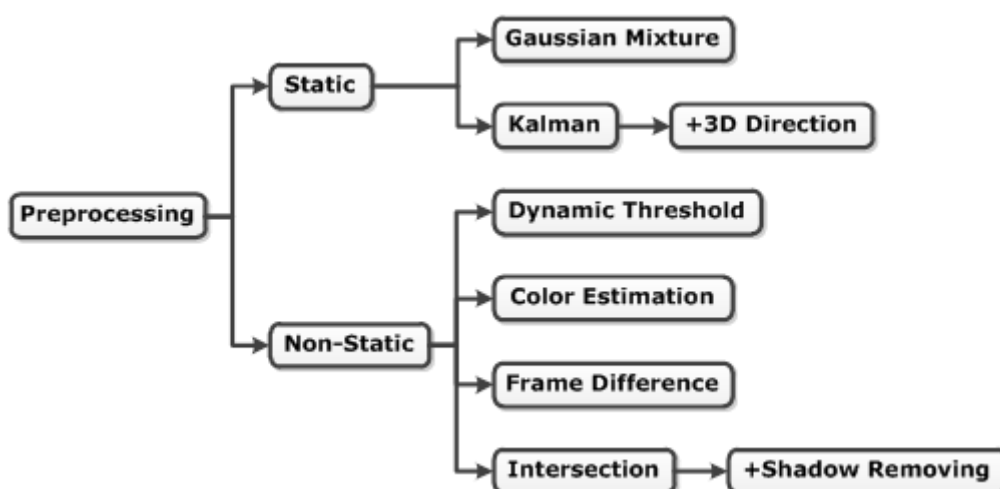 Preprocessing
Static
Gaussian Mixture
Kalman
+3D Direction
Non-Static
Dynamic Threshold
Color Estimation
Frame Difference
Intersection
+Shadow Removing